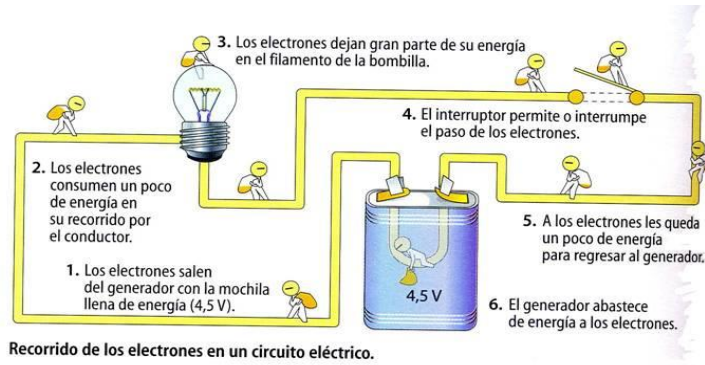 3. Los electrones dejan gran parte de su energía
en el filamento de la bombilla.
4. El interruptor permite o interrumpe
el paso de los electrones.
2. Los electrones
consumen un poco
de energía en
su recorrido por
el conductor.
5. A los electrones les queda
un poco de energía
para regresar al generador.
1. Los electrones salen
del generador con la mochila
llena de energía (4,5 V).
4,5 V
6. El generador abastece
de energía a los electrones.
Recorrido de los electrones en un circuito eléctrico.